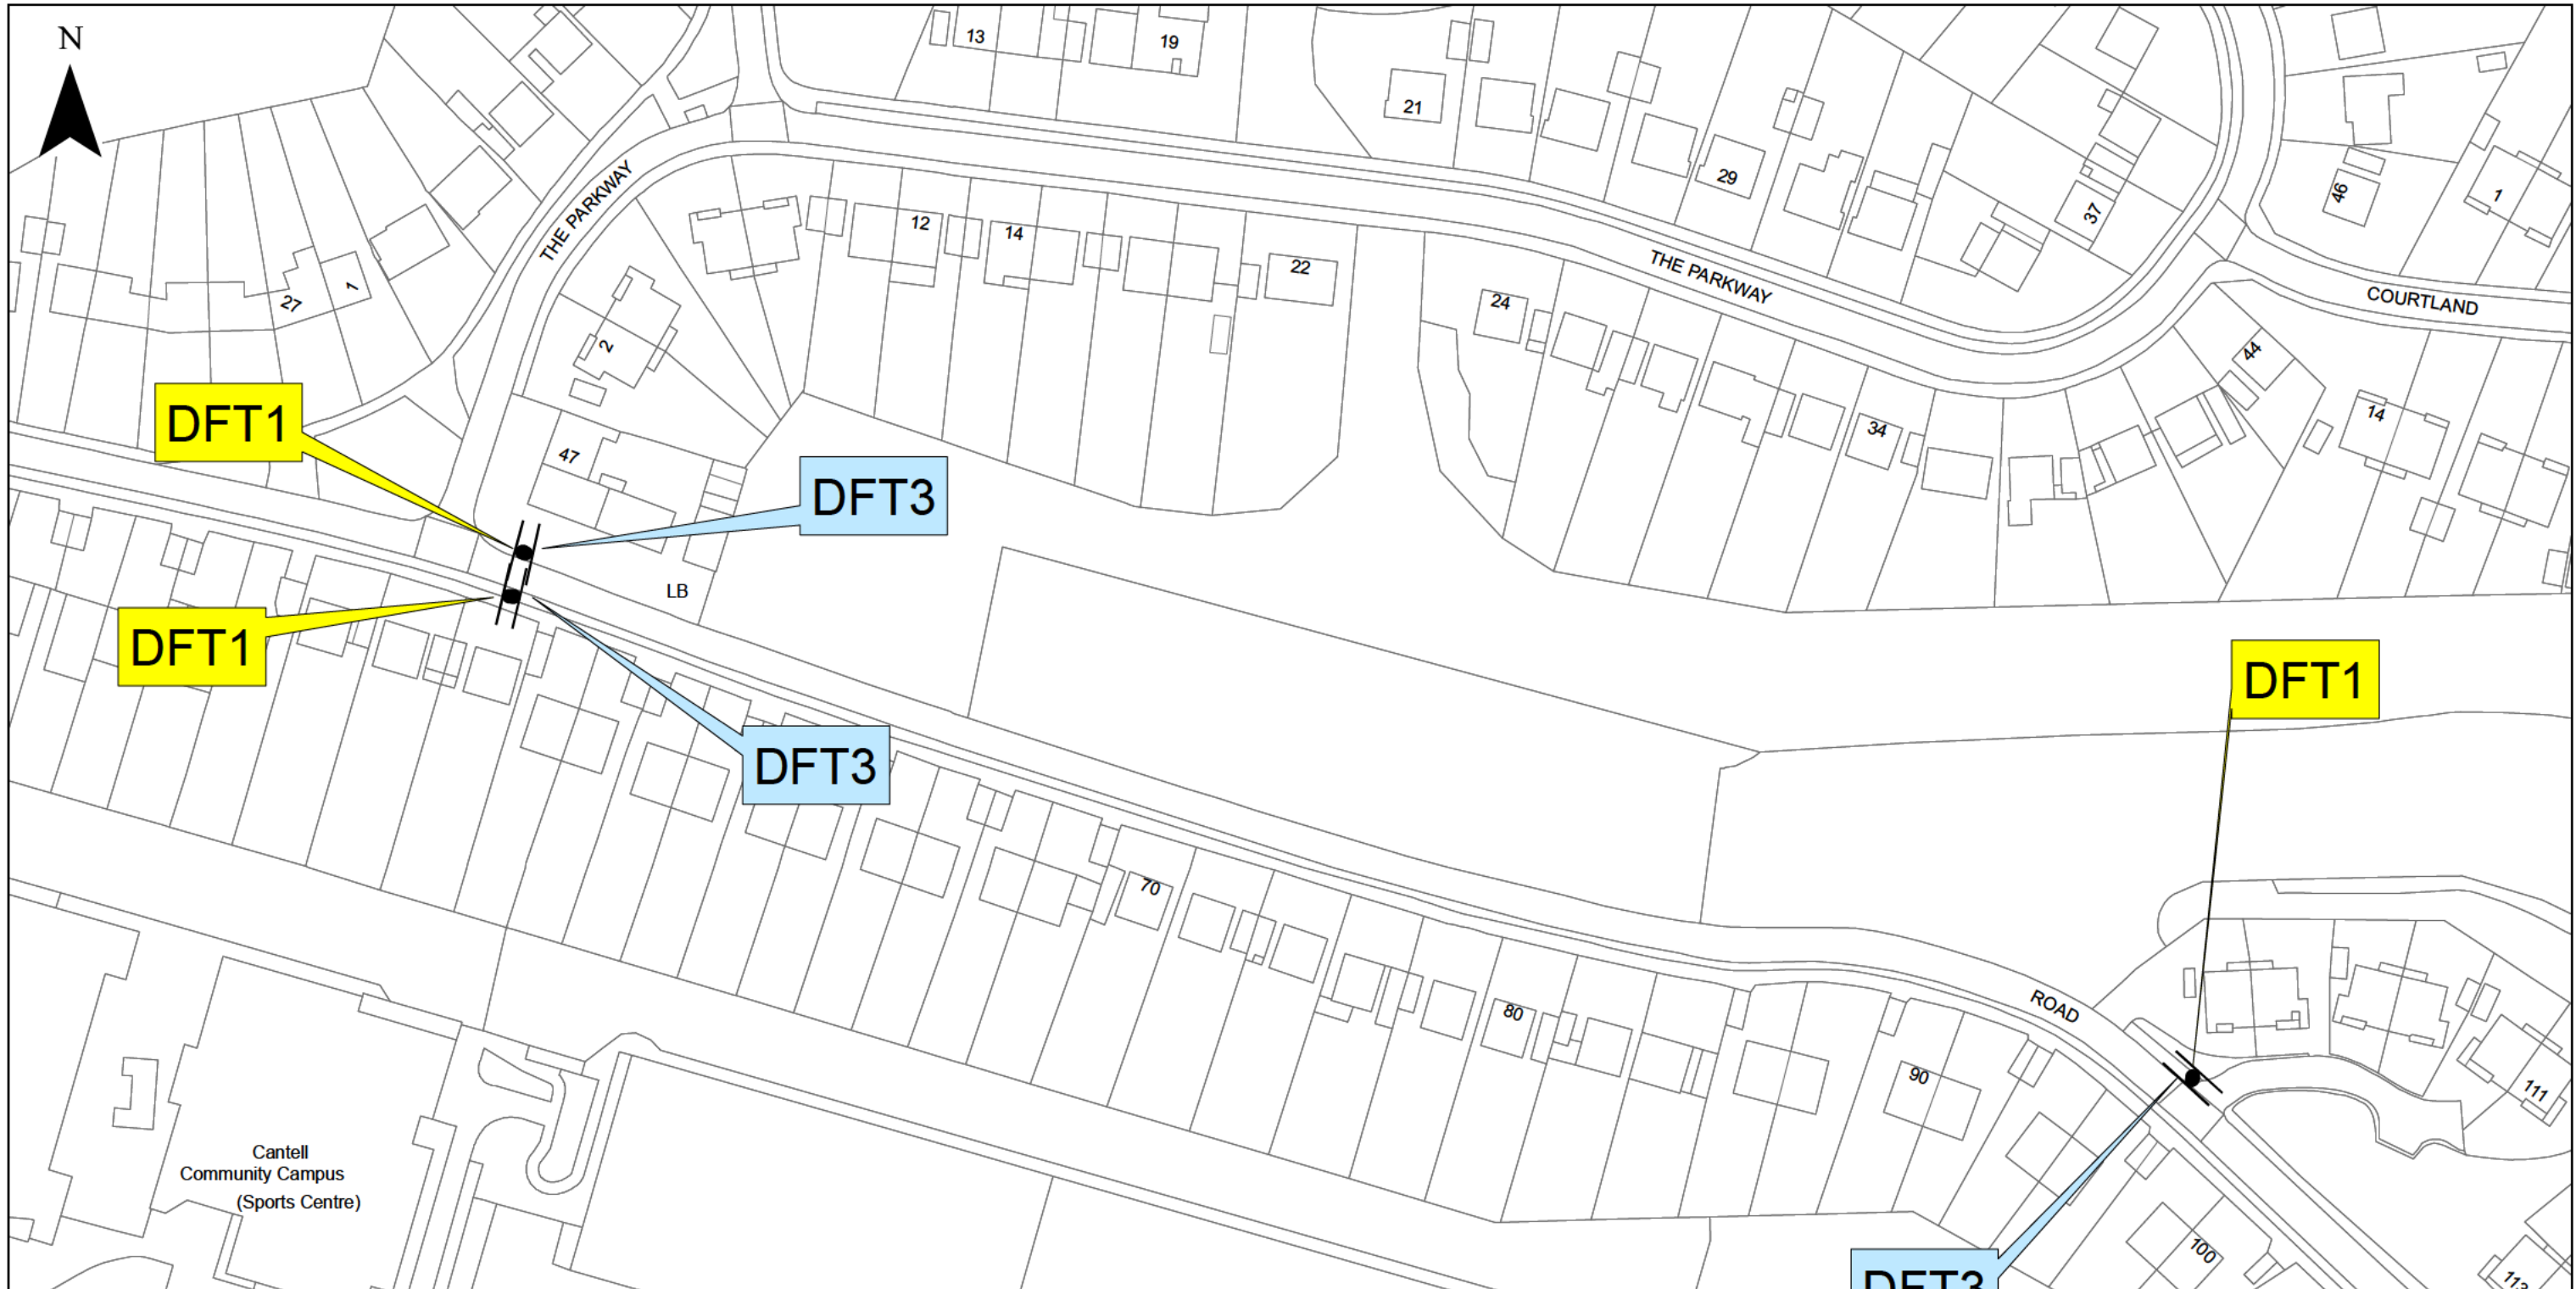 N
13
19
21
29
37
46
1
THE PARKWAY
12
14
22
THE PARKWAY
24
COURTLAND
27
1
2
44
34
14
DFT1
47
DFT3
LB
DFT1
DFT1
DFT3
70
80
ROAD
90
111
Cantell
Community Campus
(Sports Centre)
100
DFT3
113